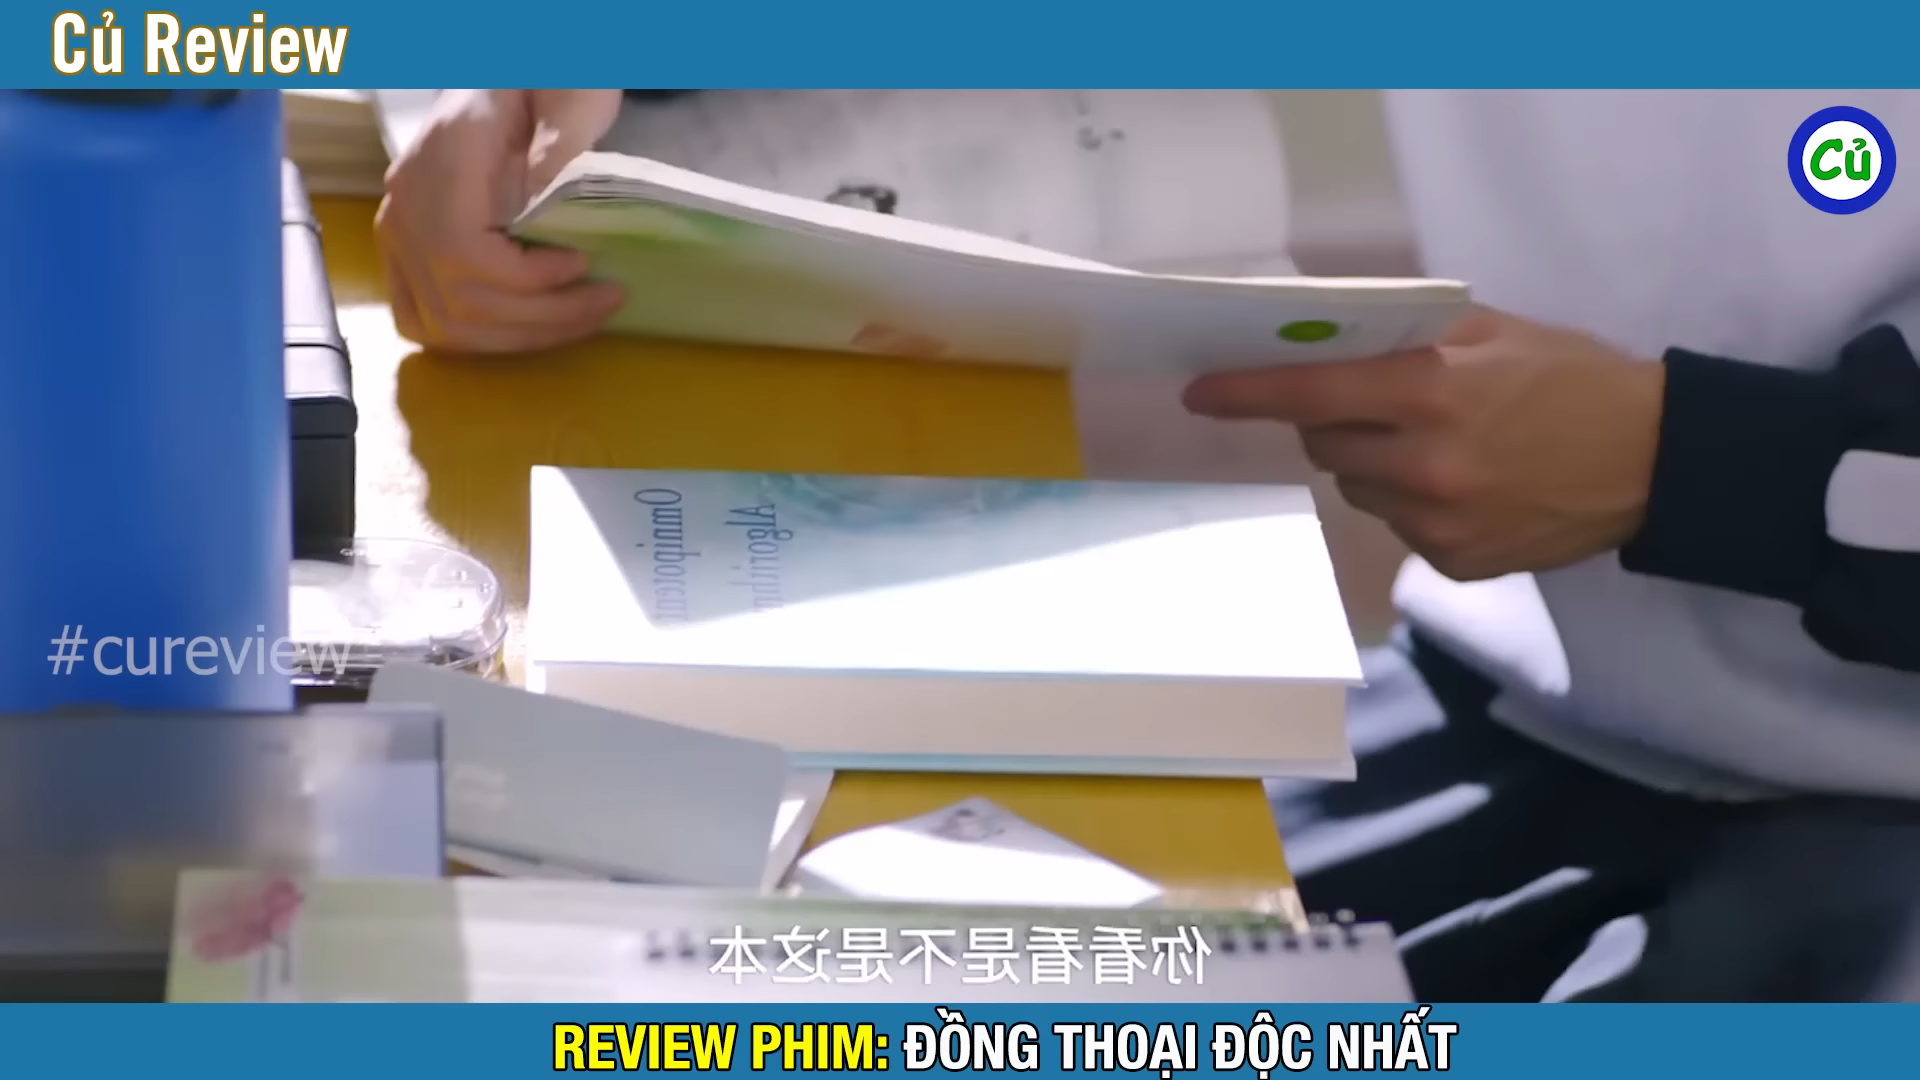 Củ Review
Củ
Omnipotent
Algorithm
#cureview
你看看是不是这本
REVIEW PHIM: ĐỒNG THOẠI ĐỘC NHẤT